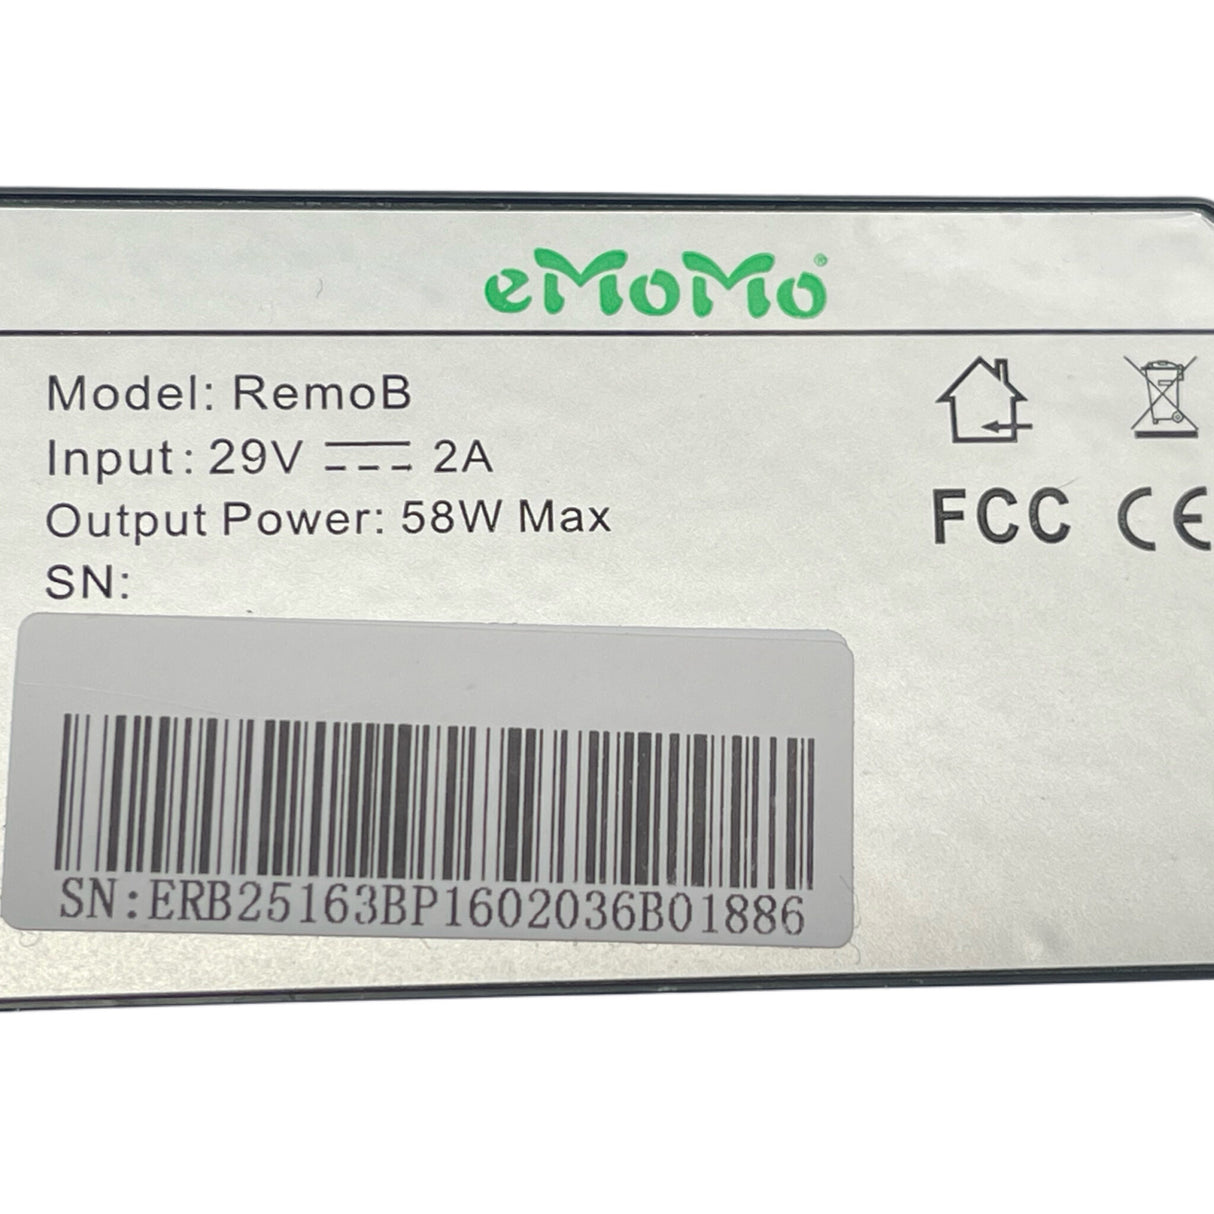 eMoMo®
Model: RemoB
Input: 29V ⎓ 2A
Output Power: 58W Max
SN:
FCC CE
SN:ERB25163BP1602036B01886